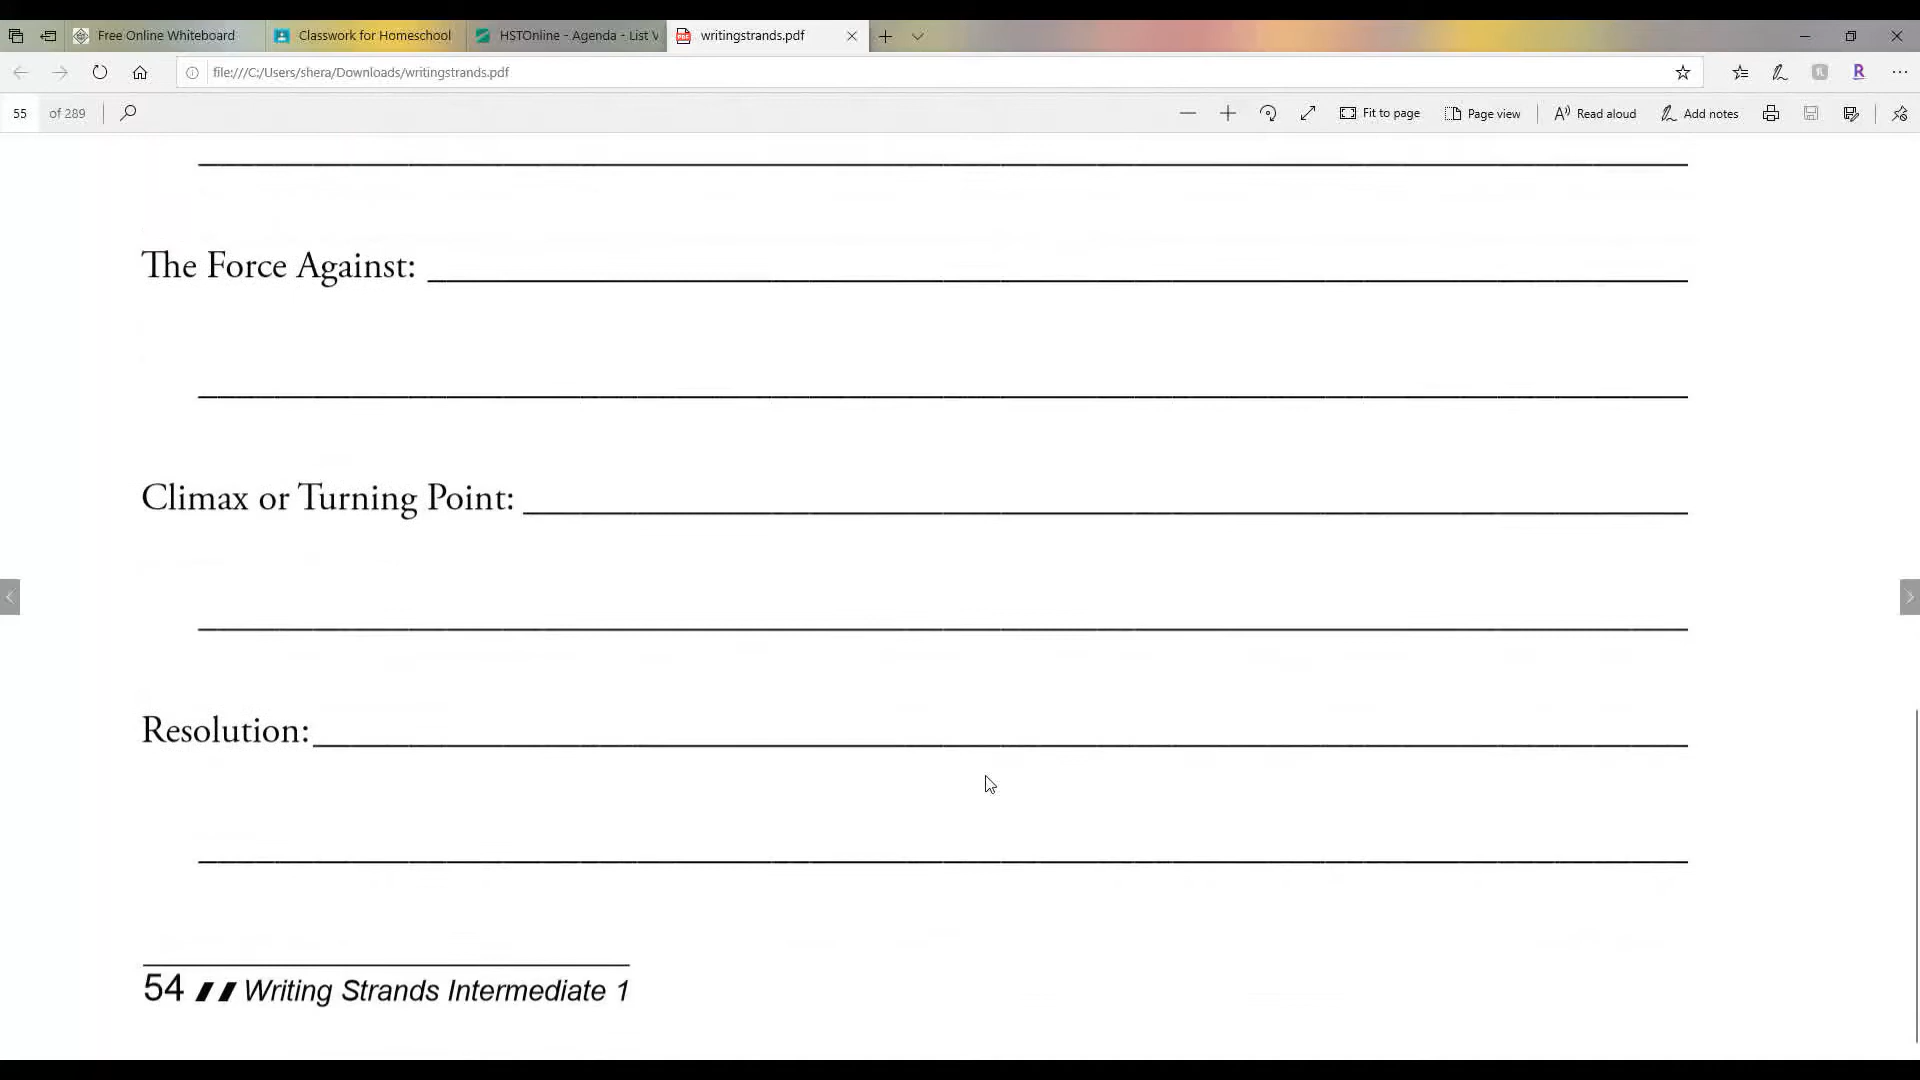 Free Online Whiteboard
Classwork for Homeschool
HSTOnline - Agenda - List V
writingstrands.pdf
file:///C:/Users/shera/Downloads/writingstrands.pdf
55 of 289
Fit to page
Page view
Read aloud
Add notes
The Force Against:
Climax or Turning Point:
Resolution:
54 Writing Strands Intermediate 1